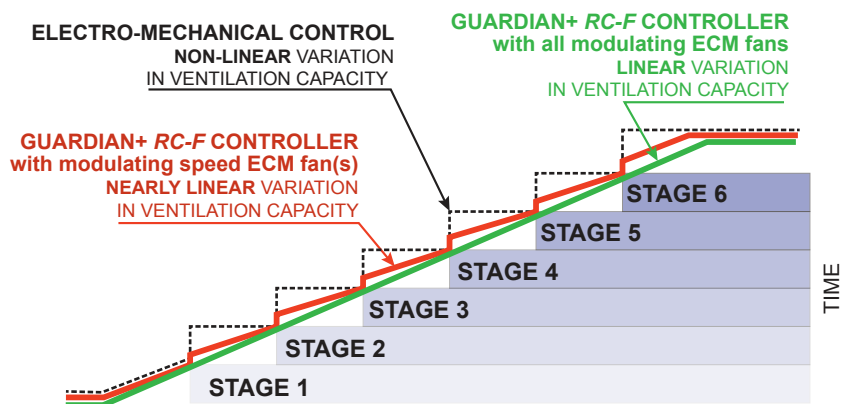 ELECTRO-MECHANICAL CONTROL
NON-LINEAR VARIATION
IN VENTILATION CAPACITY
GUARDIAN+ RC-F CONTROLLER
with all modulating ECM fans
LINEAR VARIATION
IN VENTILATION CAPACITY
GUARDIAN+ RC-F CONTROLLER
with modulating speed ECM fan(s)
NEARLY LINEAR VARIATION
IN VENTILATION CAPACITY
STAGE 6
STAGE 5
STAGE 4
STAGE 3
STAGE 2
STAGE 1
TIME